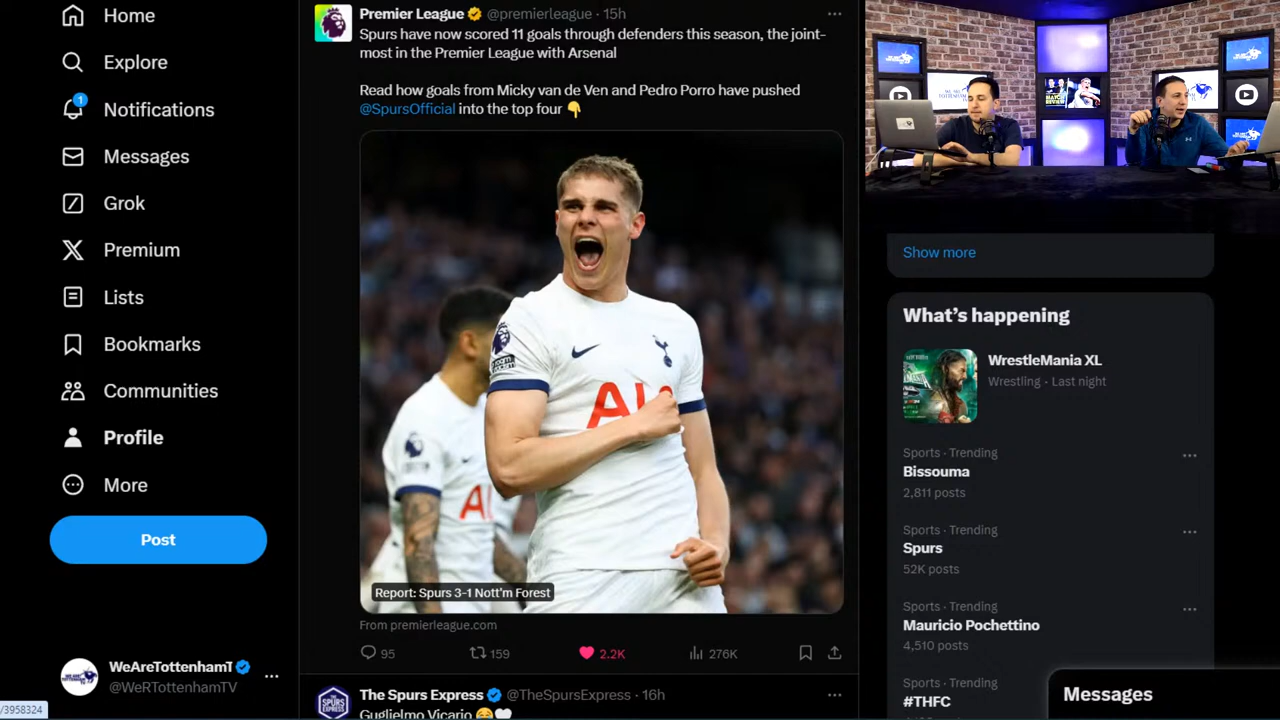 Home
Explore
1
Notifications
Messages
Grok
Premium
Lists
Bookmarks
Communities
Profile
More
Post
WeAreTottenhamT
@WeRTottenhamTV
/3958324
Premier League @premierleague · 15h
Spurs have now scored 11 goals through defenders this season, the joint-
most in the Premier League with Arsenal
Read how goals from Micky van de Ven and Pedro Porro have pushed
@SpursOfficial into the top four
Report: Spurs 3-1 Nott'm Forest
From premierleague.com
95
159
2.2K
276K
The Spurs Express @TheSpursExpress · 16h
Guglielmo Vicario
Show more
What's happening
WrestleMania XL
Wrestling · Last night
Sports · Trending
Bissouma
2,811 posts
Sports · Trending
Spurs
52K posts
Sports · Trending
Mauricio Pochettino
4,510 posts
Sports · Trending
#THFC
Messages